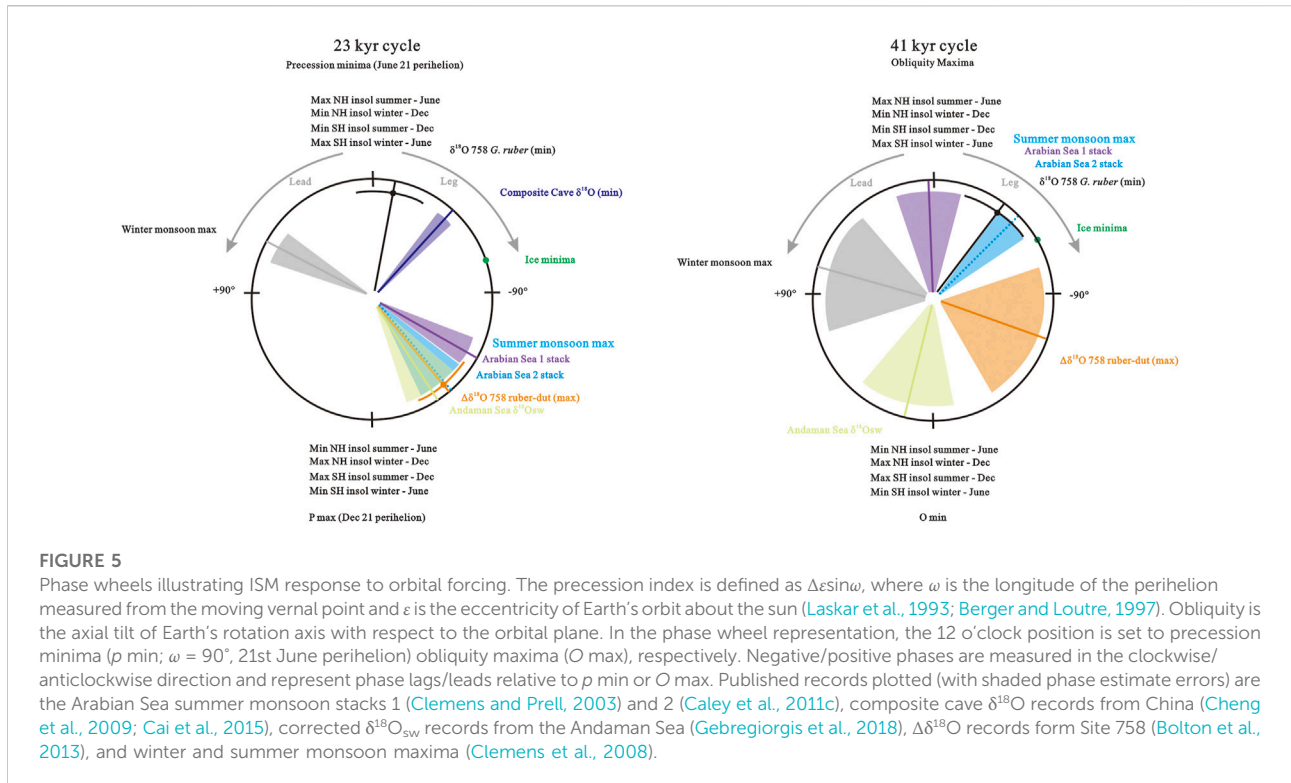 23 kyr cycle
Precession minima (June 21 perihelion)
Max NH insol summer - June
Min NH insol winter - Dec
Min SH insol summer - Dec
Max SH insol winter - June
δ¹⁸O 758 G. ruber (min)
Lead
Leg
Composite Cave δ¹⁸O (min)
Winter monsoon max
Ice minima
+90°
-90°
Summer monsoon max
Arabian Sea 1 stack
Arabian Sea 2 stack
Δδ¹⁸O 758 ruber-dut (max)
Andaman Sea δ¹⁸Osw
Min NH insol summer - June
Max NH insol winter - Dec
Max SH insol summer - Dec
Min SH insol winter - June
P max (Dec 21 perihelion)
41 kyr cycle
Obliquity Maxima
Max NH insol summer - June
Min NH insol winter - Dec
Min SH insol summer - Dec
Max SH insol winter - June
Summer monsoon max
Arabian Sea 1 stack
Arabian Sea 2 stack
Lead
Leg
δ¹⁸O 758 G. ruber (min)
Ice minima
Winter monsoon max
+90°
-90°
Δδ¹⁸O 758 ruber-dut (max)
Andaman Sea δ¹⁸Osw
Min NH insol summer - June
Max NH insol winter - Dec
Max SH insol summer - Dec
Min SH insol winter - June
O min
FIGURE 5
Phase wheels illustrating ISM response to orbital forcing. The precession index is defined as Δεsinω, where ω is the longitude of the perihelion
measured from the moving vernal point and ε is the eccentricity of Earth's orbit about the sun (Laskar et al., 1993; Berger and Loutre, 1997). Obliquity is
the axial tilt of Earth's rotation axis with respect to the orbital plane. In the phase wheel representation, the 12 o'clock position is set to precession
minima (p min; ω = 90°, 21st June perihelion) obliquity maxima (O max), respectively. Negative/positive phases are measured in the clockwise/
anticlockwise direction and represent phase lags/leads relative to p min or O max. Published records plotted (with shaded phase estimate errors) are
the Arabian Sea summer monsoon stacks 1 (Clemens and Prell, 2003) and 2 (Caley et al., 2011c), composite cave δ¹⁸O records from China (Cheng
et al., 2009; Cai et al., 2015), corrected δ¹⁸Osw records from the Andaman Sea (Gebregiorgis et al., 2018), Δδ¹⁸O records form Site 758 (Bolton et al.,
2013), and winter and summer monsoon maxima (Clemens et al., 2008).